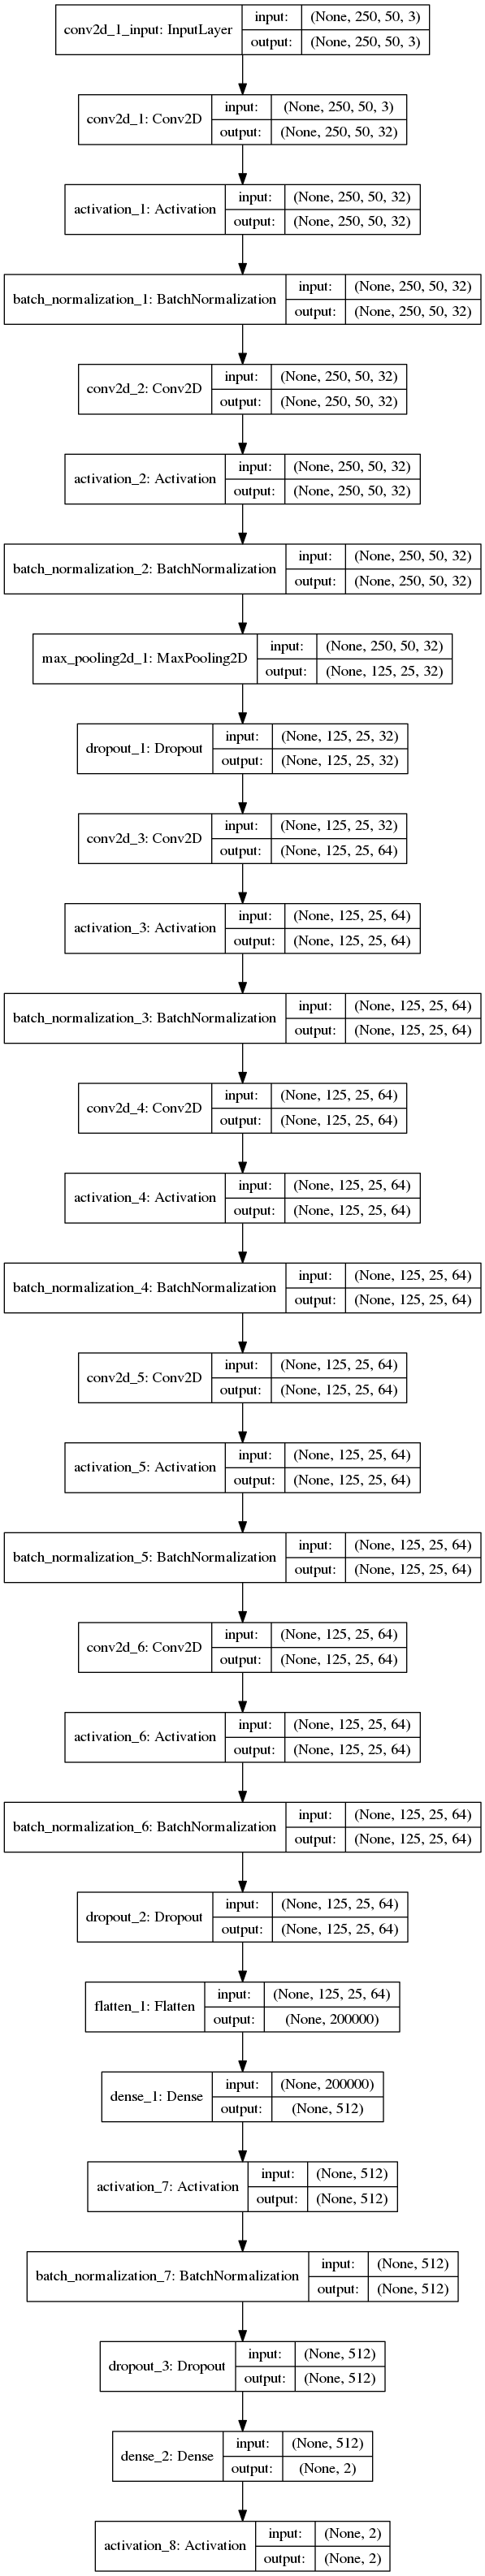 conv2d_1_input: InputLayer
input: (None, 250, 50, 3)
output: (None, 250, 50, 3)
conv2d_1: Conv2D
input: (None, 250, 50, 3)
output: (None, 250, 50, 32)
activation_1: Activation
input: (None, 250, 50, 32)
output: (None, 250, 50, 32)
batch_normalization_1: BatchNormalization
input: (None, 250, 50, 32)
output: (None, 250, 50, 32)
conv2d_2: Conv2D
input: (None, 250, 50, 32)
output: (None, 250, 50, 32)
activation_2: Activation
input: (None, 250, 50, 32)
output: (None, 250, 50, 32)
batch_normalization_2: BatchNormalization
input: (None, 250, 50, 32)
output: (None, 250, 50, 32)
max_pooling2d_1: MaxPooling2D
input: (None, 250, 50, 32)
output: (None, 125, 25, 32)
dropout_1: Dropout
input: (None, 125, 25, 32)
output: (None, 125, 25, 32)
conv2d_3: Conv2D
input: (None, 125, 25, 32)
output: (None, 125, 25, 64)
activation_3: Activation
input: (None, 125, 25, 64)
output: (None, 125, 25, 64)
batch_normalization_3: BatchNormalization
input: (None, 125, 25, 64)
output: (None, 125, 25, 64)
conv2d_4: Conv2D
input: (None, 125, 25, 64)
output: (None, 125, 25, 64)
activation_4: Activation
input: (None, 125, 25, 64)
output: (None, 125, 25, 64)
batch_normalization_4: BatchNormalization
input: (None, 125, 25, 64)
output: (None, 125, 25, 64)
conv2d_5: Conv2D
input: (None, 125, 25, 64)
output: (None, 125, 25, 64)
activation_5: Activation
input: (None, 125, 25, 64)
output: (None, 125, 25, 64)
batch_normalization_5: BatchNormalization
input: (None, 125, 25, 64)
output: (None, 125, 25, 64)
conv2d_6: Conv2D
input: (None, 125, 25, 64)
output: (None, 125, 25, 64)
activation_6: Activation
input: (None, 125, 25, 64)
output: (None, 125, 25, 64)
batch_normalization_6: BatchNormalization
input: (None, 125, 25, 64)
output: (None, 125, 25, 64)
dropout_2: Dropout
input: (None, 125, 25, 64)
output: (None, 125, 25, 64)
flatten_1: Flatten
input: (None, 125, 25, 64)
output: (None, 200000)
dense_1: Dense
input: (None, 200000)
output: (None, 512)
activation_7: Activation
input: (None, 512)
output: (None, 512)
batch_normalization_7: BatchNormalization
input: (None, 512)
output: (None, 512)
dropout_3: Dropout
input: (None, 512)
output: (None, 512)
dense_2: Dense
input: (None, 512)
output: (None, 2)
activation_8: Activation
input: (None, 2)
output: (None, 2)